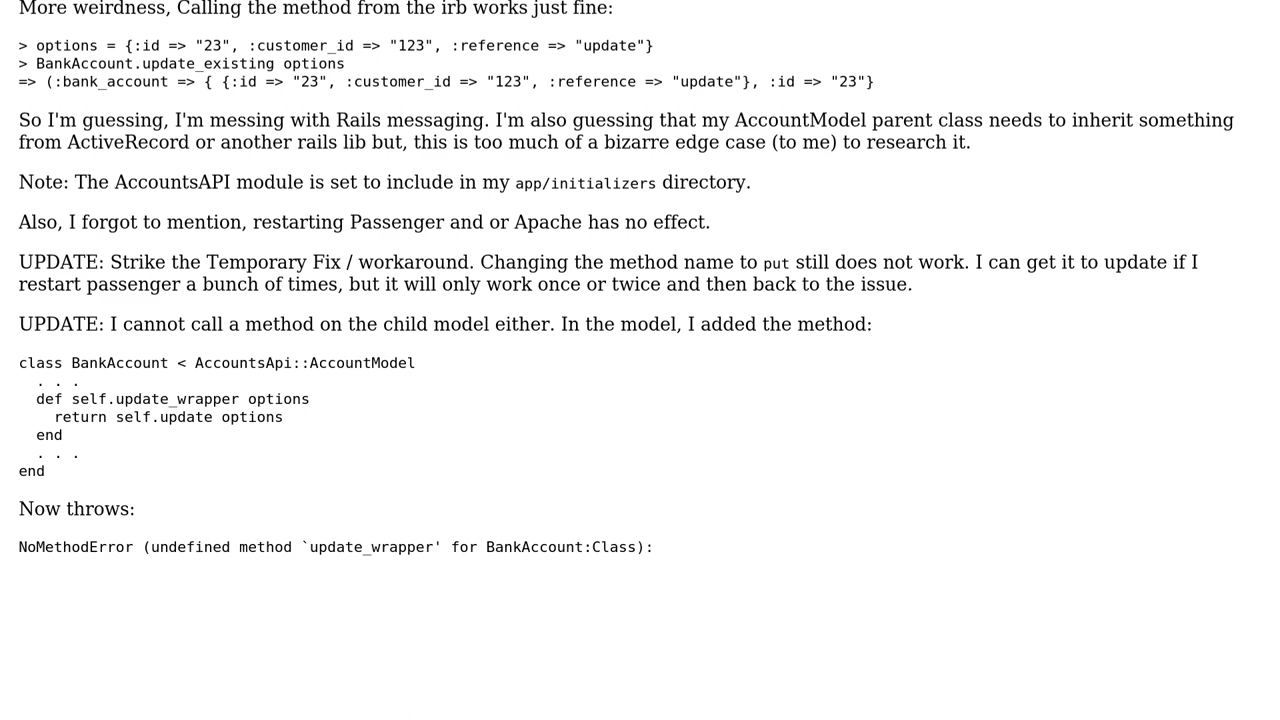 More weirdness, Calling the method from the irb works just fine:
> options = {:id => "23", :customer_id => "123", :reference => "update"}
> BankAccount.update_existing options
=> (:bank_account => { {:id => "23", :customer_id => "123", :reference => "update"}, :id => "23"}
So I'm guessing, I'm messing with Rails messaging. I'm also guessing that my AccountModel parent class needs to inherit something
from ActiveRecord or another rails lib but, this is too much of a bizarre edge case (to me) to research it.
Note: The AccountsAPI module is set to include in my app/initializers directory.
Also, I forgot to mention, restarting Passenger and or Apache has no effect.
UPDATE: Strike the Temporary Fix / workaround. Changing the method name to put still does not work. I can get it to update if I
restart passenger a bunch of times, but it will only work once or twice and then back to the issue.
UPDATE: I cannot call a method on the child model either. In the model, I added the method:
class BankAccount < AccountsApi::AccountModel
  . . .
  def self.update_wrapper options
    return self.update options
  end
  . . .
end
Now throws:
NoMethodError (undefined method `update_wrapper' for BankAccount:Class):